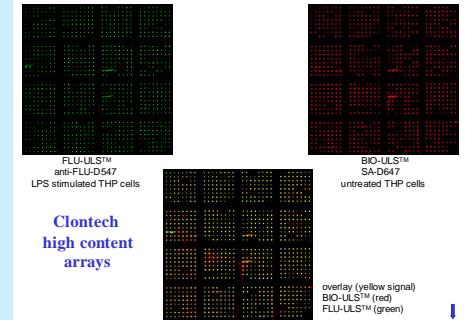 FLU-ULS™
anti-FLU-D547
LPS stimulated THP cells
BIO-ULS™
SA-D647
untreated THP cells
Clontech
high content
arrays
overlay (yellow signal)
BIO-ULS™ (red)
FLU-ULS™ (green)